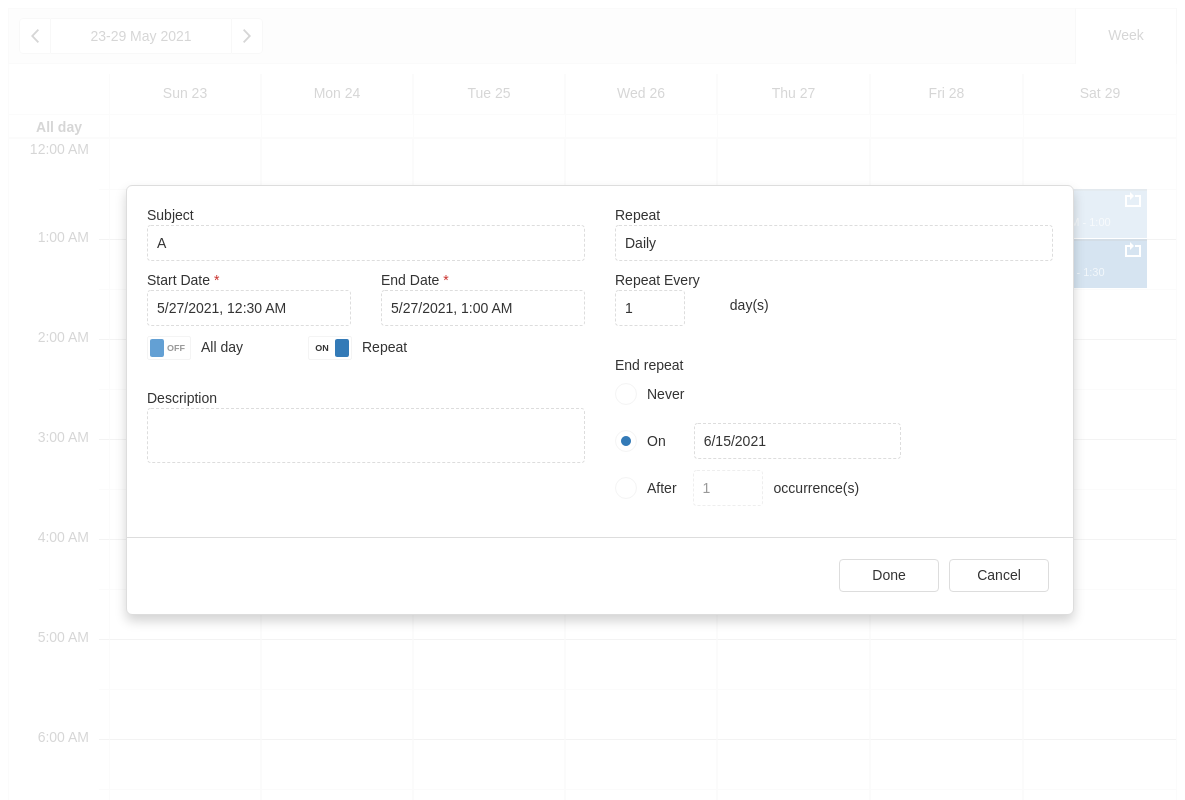 23-29 May 2021
Week
Sun 23
Mon 24
Tue 25
Wed 26
Thu 27
Fri 28
Sat 29
All day
12:00 AM
1:00 AM
2:00 AM
3:00 AM
4:00 AM
5:00 AM
6:00 AM
- 1:00
- 1:30
Subject
A
Start Date *
End Date *
5/27/2021, 12:30 AM
5/27/2021, 1:00 AM
OFF
All day
ON
Repeat
Description
Repeat
Daily
Repeat Every
1
day(s)
End repeat
Never
On
6/15/2021
After
1
occurrence(s)
Done
Cancel